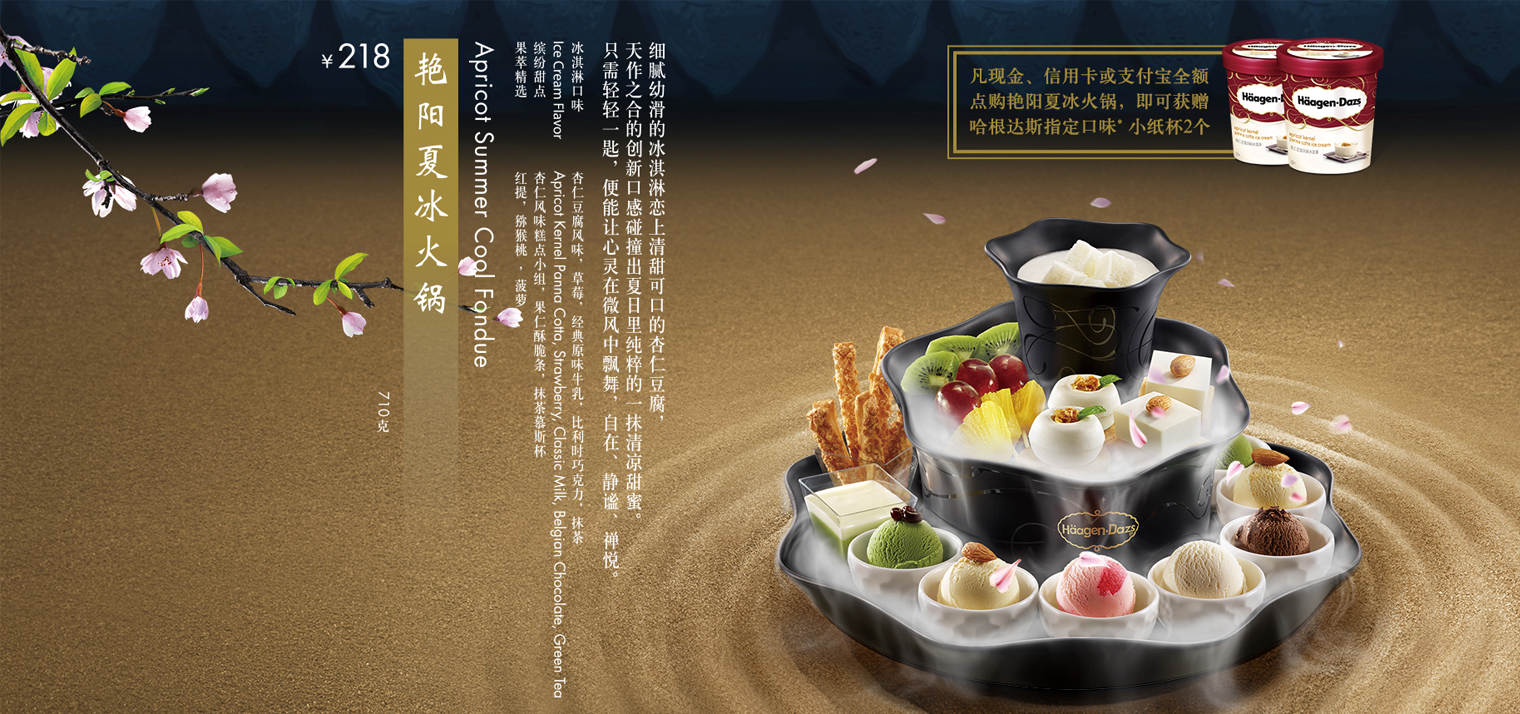 细腻幼滑的冰淇淋恋上清甜可口的杏仁豆腐，
天作之合的创新口感碰撞出夏日里纯粹的一抹清凉甜蜜。
只需轻轻一匙，便能让心灵在微风中飘舞，自在、静谧、禅悦。
冰淇淋口味 杏仁豆腐风味，草莓，经典原味牛乳，比利时巧克力，抹茶
Ice Cream Flavor Apricot Kernel Panna Cotta, Strawberry, Classic Milk, Belgian Chocolate, Green Tea
缤纷甜点 杏仁风味糕点小组，果仁酥脆条，抹茶慕斯杯
果萃精选 红提，猕猴桃，菠萝
Apricot Summer Cool Fondue
艳阳夏冰火锅
710克
¥218
凡现金、信用卡或支付宝全额
点购艳阳夏冰火锅，即可获赠
哈根达斯指定口味* 小纸杯2个
Häagen-Dazs
Häagen-
Häagen-Dazs
apricot kernel
panna cotta ice cream
Häagen-Dazs